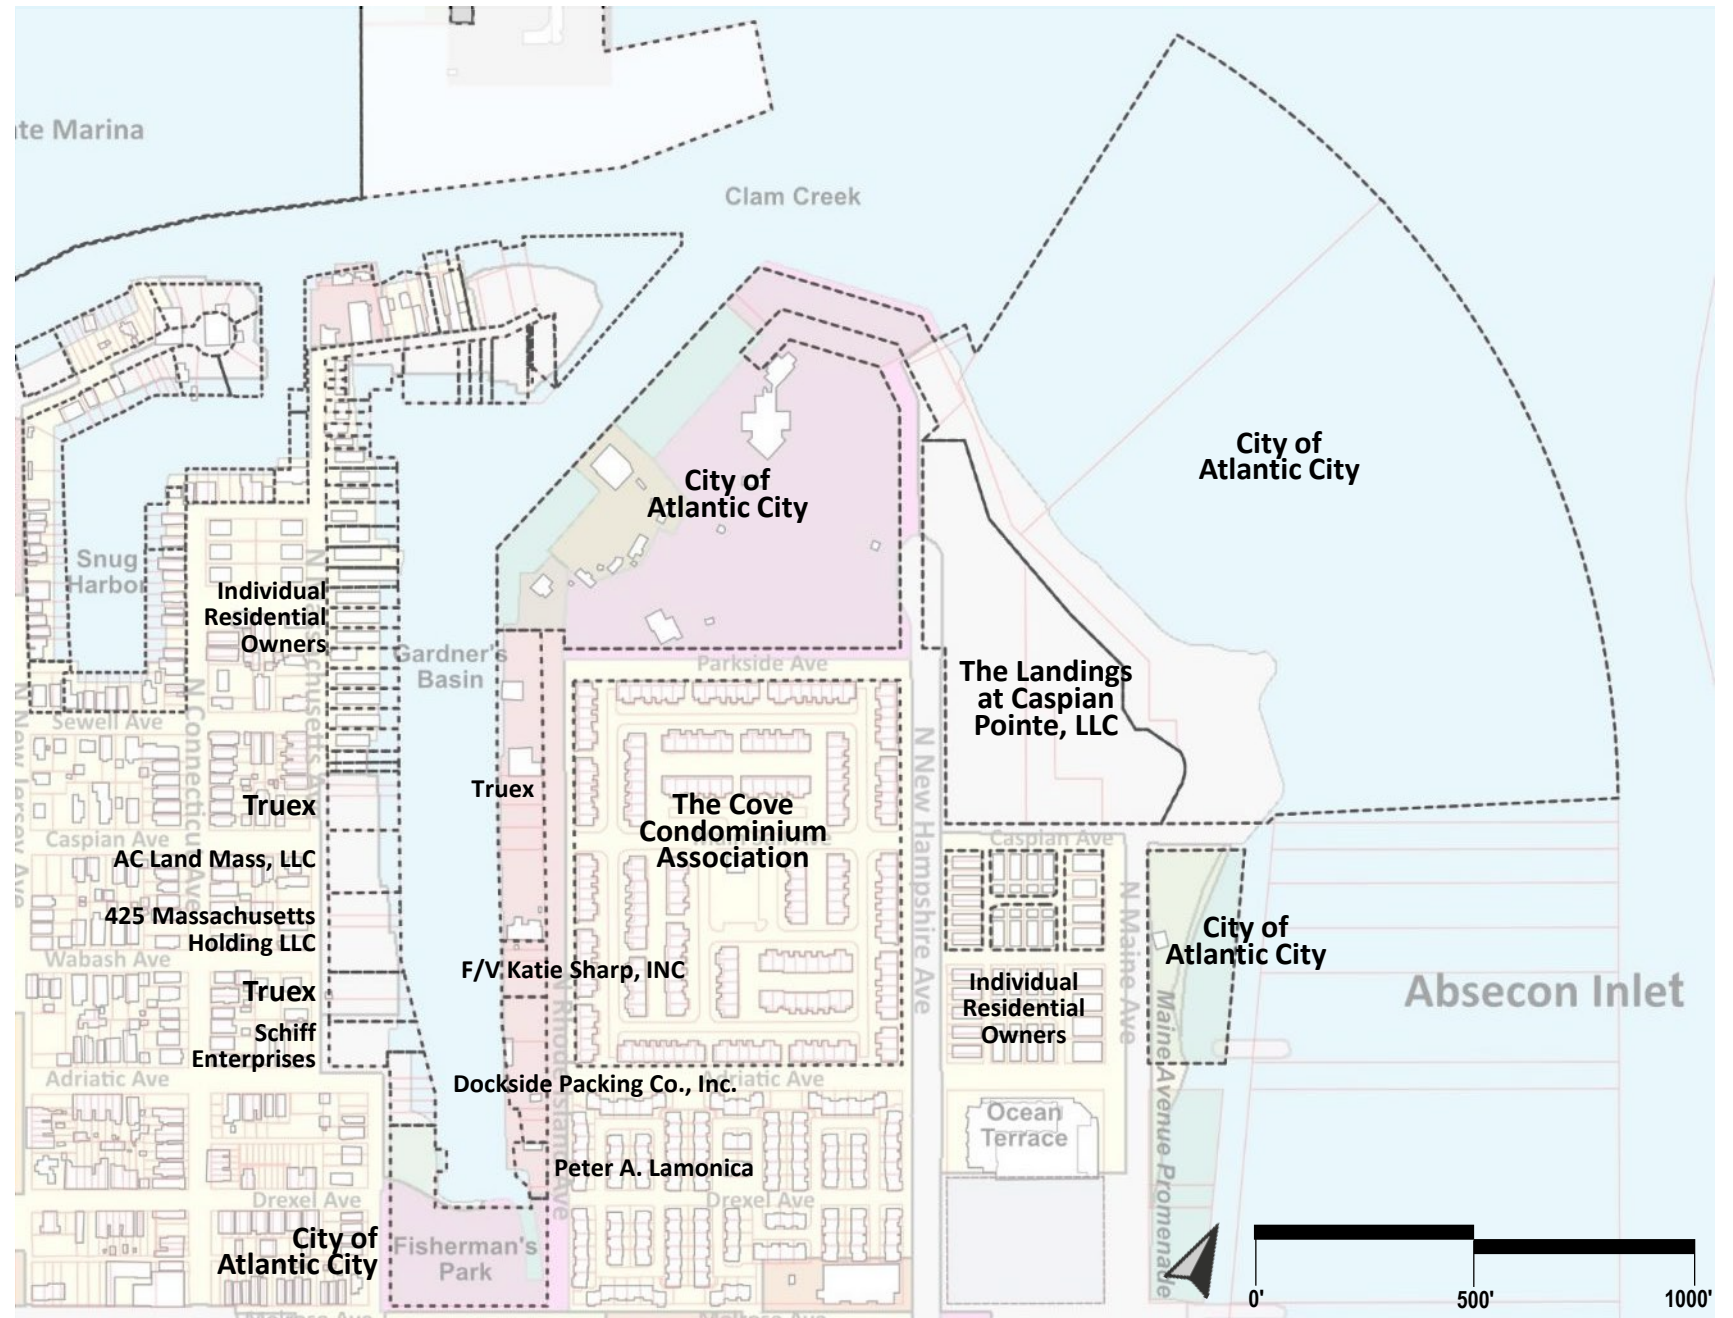 te Marina
Clam Creek
City of
Atlantic City
City of
Atlantic City
Snug
Harbor
Individual
Residential
Owners
N Massachusetts Ave
Gardner's
Basin
Parkside Ave
The Landings
at Caspian
Pointe, LLC
Sewell Ave
N New Jersey Ave
N Connecticut Ave
N New Hampshire Ave
Truex
Truex
The Cove
Condominium
Association
Caspian Ave
Caspian Ave
AC Land Mass, LLC
425 Massachusetts
Holding LLC
Wabash Ave
N Maine Ave
City of
Atlantic City
F/V Katie Sharp, INC
N Rhode Island Ave
Truex
Individual
Residential
Owners
Absecon Inlet
Schiff
Enterprises
Adriatic Ave
Dockside Packing Co., Inc.
Adriatic Ave
Maine Avenue Promenade
Ocean
Terrace
Peter A. Lamonica
Drexel Ave
Drexel Ave
City of
Atlantic City
Fisherman's
Park
0' 500' 1000'